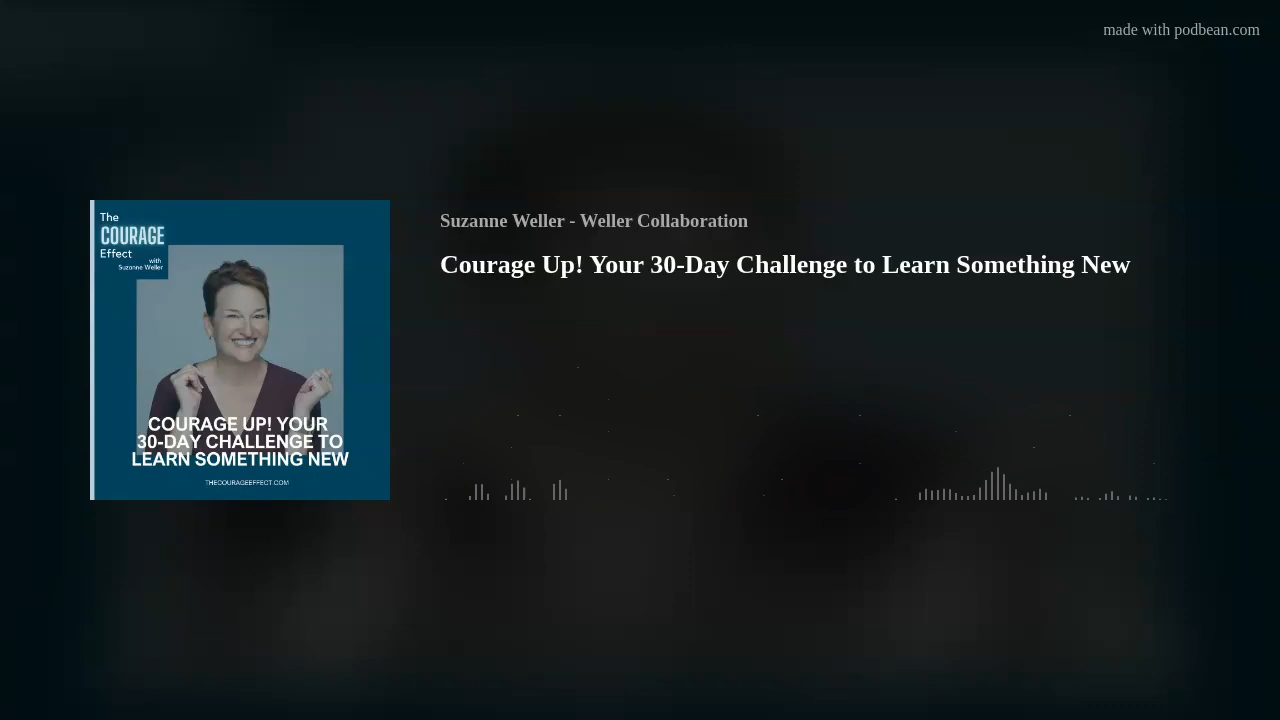 made with podbean.com
The
COURAGE
Effect
with
Suzanne Weller
COURAGE UP! YOUR
30-DAY CHALLENGE TO
LEARN SOMETHING NEW
THECOURAGEEFFECT.COM
Suzanne Weller - Weller Collaboration
Courage Up! Your 30-Day Challenge to Learn Something New